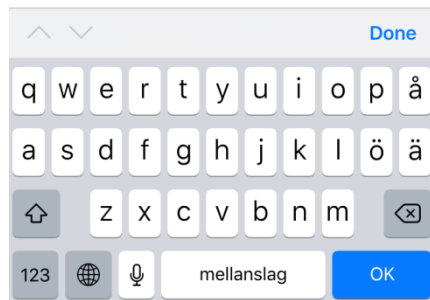 Done
q w e r t y u i o p å
a s d f g h j k l ö ä
z x c v b n m
123 mellanslag OK